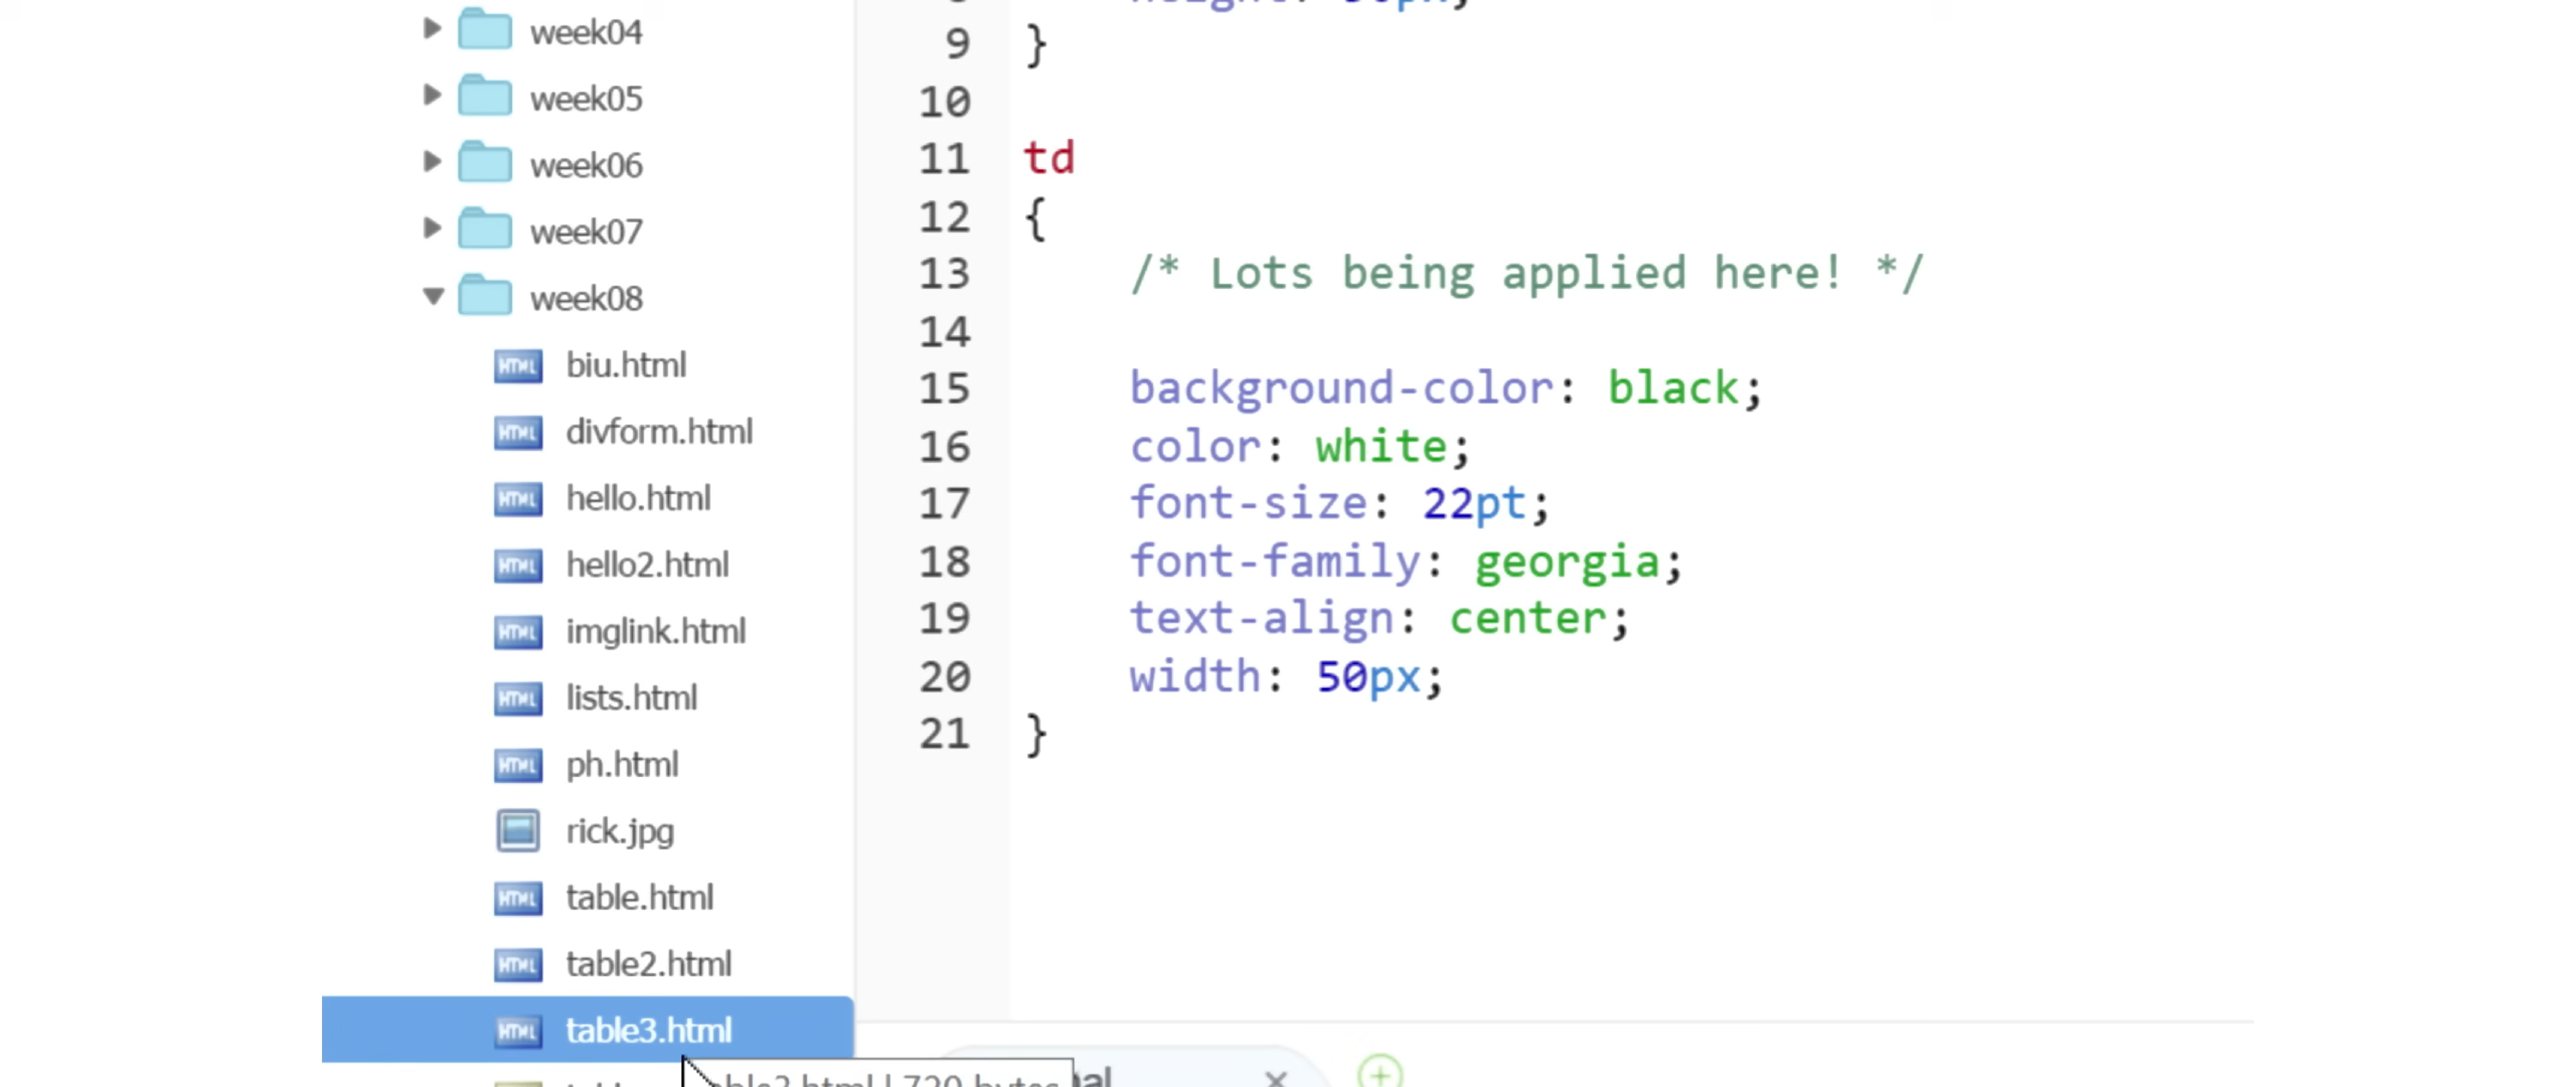 week04
week05
week06
week07
week08
biu.html
divform.html
hello.html
hello2.html
imglink.html
lists.html
ph.html
rick.jpg
table.html
table2.html
table3.html
9 }
10
11 td
12 {
13 /* Lots being applied here! */
14
15 background-color: black;
16 color: white;
17 font-size: 22pt;
18 font-family: georgia;
19 text-align: center;
20 width: 50px;
21 }